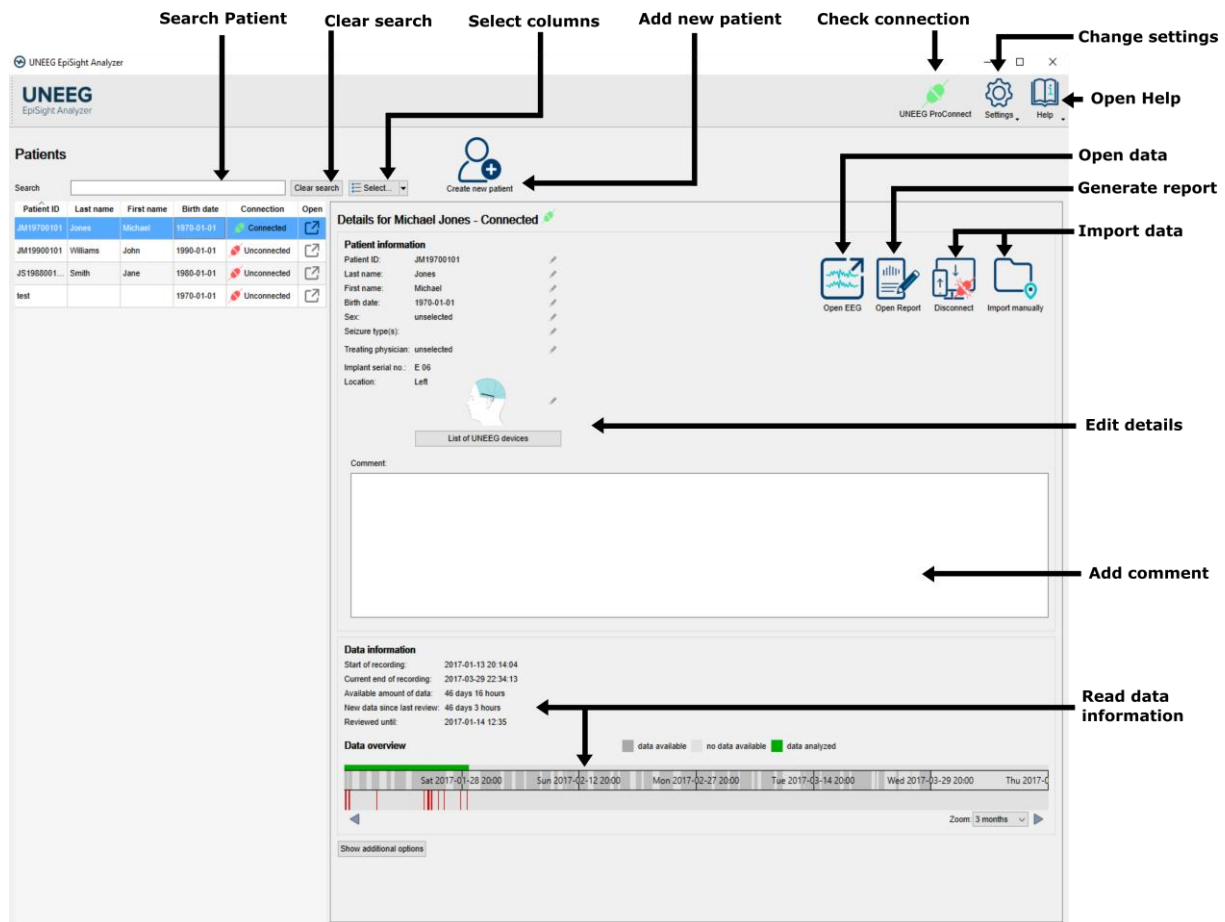 Search Patient Clear search Select columns Add new patient Check connection
Change settings
UNEEG EpiSight Analyzer
UNEEG
EpiSight Analyzer
UNEEG ProConnect Settings Help
Open Help
Patients
Open data
Search Clear search Select... Create new patient
Generate report
Patient ID Last name First name Birth date Connection Open
JM19700101 Jones Michael 1970-01-01 Connected
JM19900101 Williams John 1990-01-01 Unconnected
JS1988001... Smith Jane 1980-01-01 Unconnected
test 1970-01-01 Unconnected
Details for Michael Jones - Connected
Import data
Patient information
Patient ID: JM19700101
Last name: Jones
First name: Michael
Birth date: 1970-01-01
Sex: unselected
Seizure type(s):
Treating physician: unselected
Implant serial no.: E 06
Location: Left
Open EEG Open Report Disconnect Import manually
List of UNEEG devices
Edit details
Comment:
Add comment
Data information
Start of recording: 2017-01-13 20:14:04
Current end of recording: 2017-03-29 22:34:13
Available amount of data: 46 days 16 hours
New data since last review: 46 days 3 hours
Reviewed until: 2017-01-14 12:35
Read data
information
Data overview data available no data available data analyzed
Sat 2017-01-28 20:00 Sun 2017-02-12 20:00 Mon 2017-02-27 20:00 Tue 2017-03-14 20:00 Wed 2017-03-29 20:00 Thu 2017-0
Zoom: 3 months
Show additional options